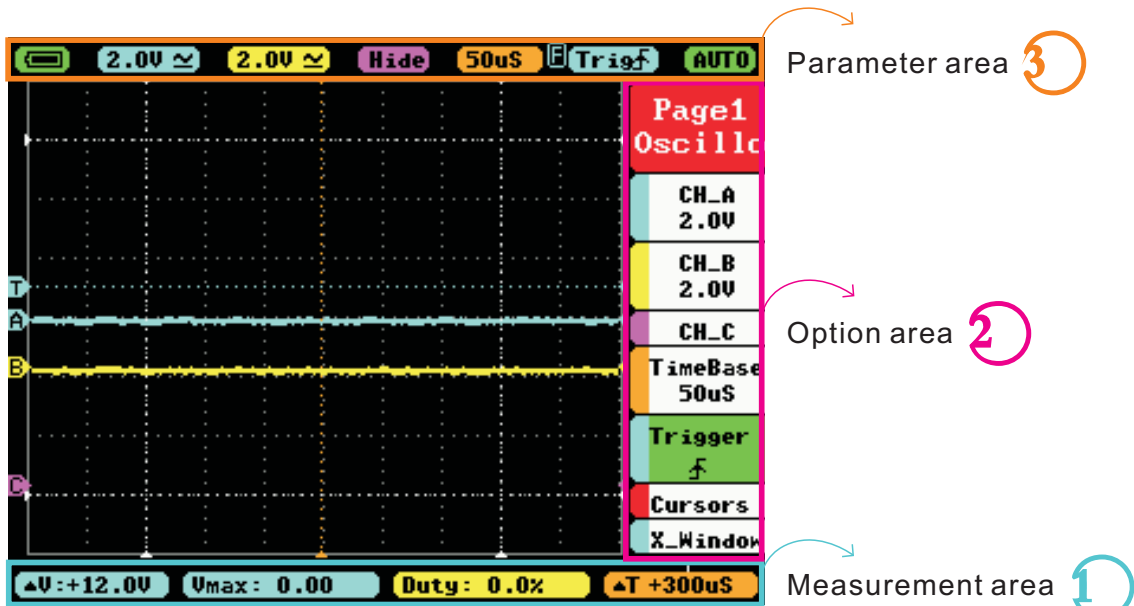 2.0V 2.0V Hide 50uS E Trig AUTO
Parameter area 3
Page1
Oscillo
CH_A
2.0V
CH_B
2.0V
T
A
CH_C
Option area 2
B
TimeBase
50uS
Trigger
C
Cursors
X_Window
▲V:+12.0V Vmax: 0.00 Duty: 0.0% ▲T +300uS
Measurement area 1